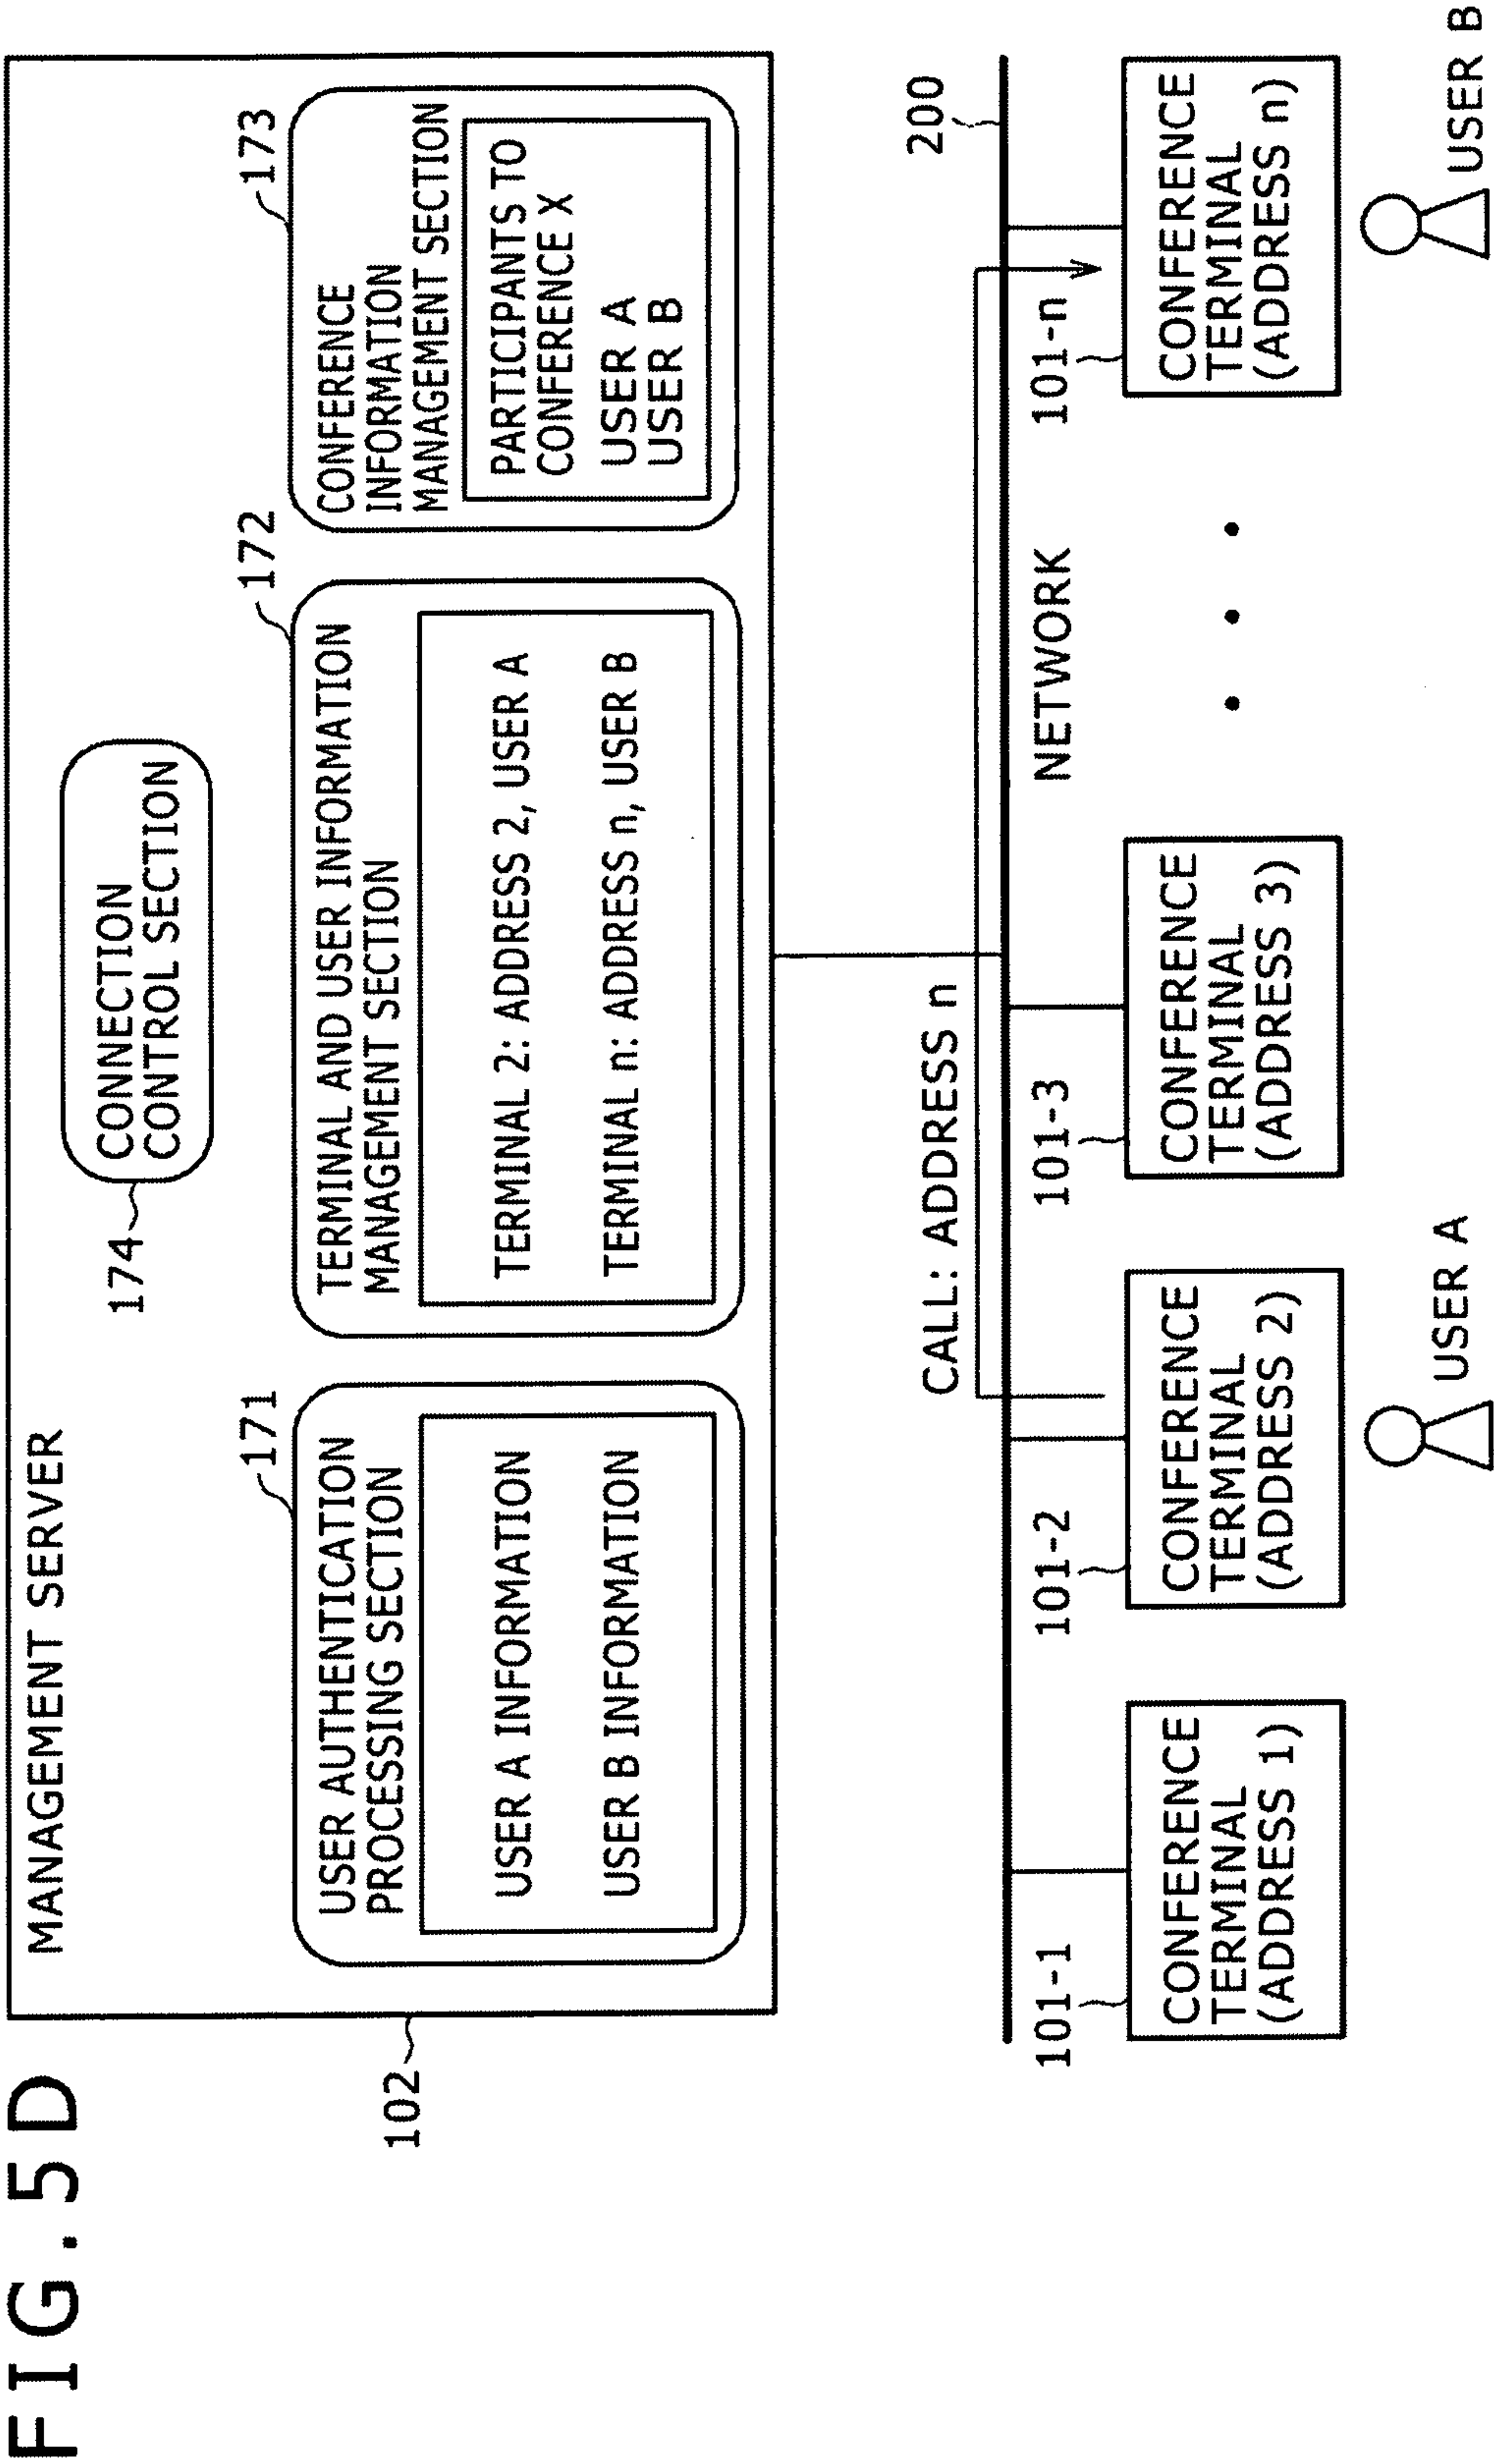 FIG.5D
MANAGEMENT SERVER
102
174
CONNECTION
CONTROL SECTION
171
USER AUTHENTICATION
PROCESSING SECTION
USER A INFORMATION
USER B INFORMATION
172
TERMINAL AND USER INFORMATION
MANAGEMENT SECTION
TERMINAL 2: ADDRESS 2, USER A
TERMINAL n: ADDRESS n, USER B
173
CONFERENCE
INFORMATION
MANAGEMENT SECTION
PARTICIPANTS TO
CONFERENCE X
USER A
USER B
CALL: ADDRESS n
200
NETWORK
101-1
CONFERENCE
TERMINAL
(ADDRESS 1)
101-2
CONFERENCE
TERMINAL
(ADDRESS 2)
USER A
101-3
CONFERENCE
TERMINAL
(ADDRESS 3)
101-n
CONFERENCE
TERMINAL
(ADDRESS n)
USER B